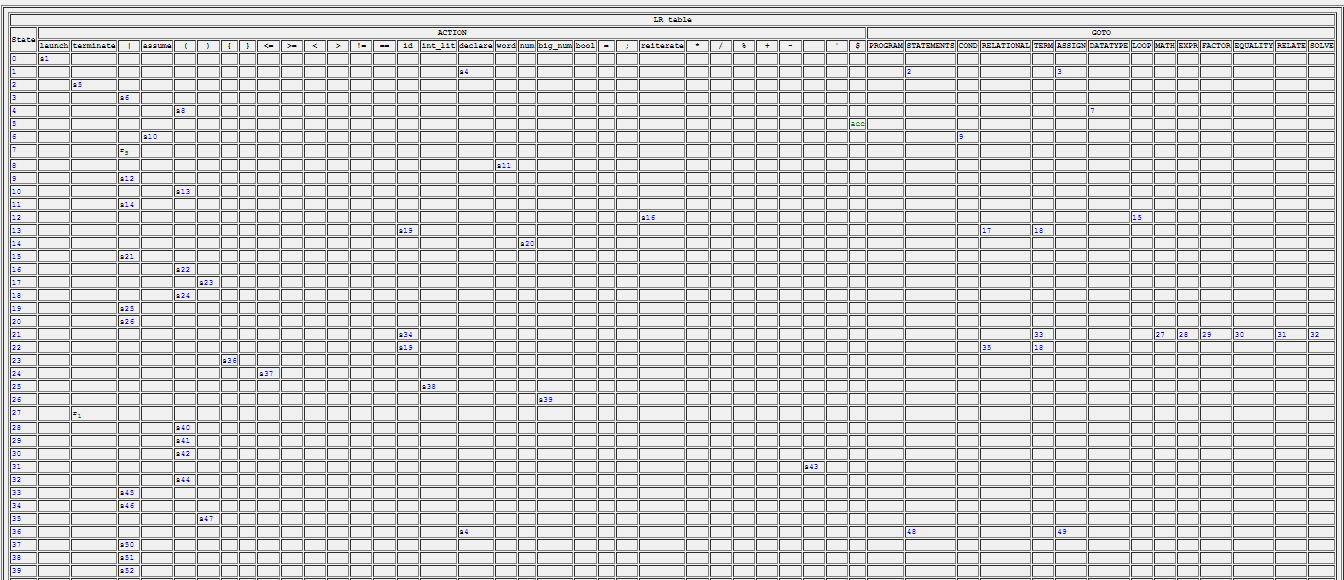 LR table
State ACTION GOTO
launch terminate | assume ( ) { } <= >= < > != == id int_lit declare word num big_num bool = ; reiterate * / % + - ' $ PROGRAM STATEMENTS COND RELATIONAL TERM ASSIGN DATATYPE LOOP MATH EXPR FACTOR EQUALITY RELATE SOLVE
0 s1
1 s4 2 3
2 s5
3 s6
4 s8 7
5 acc
6 s10 9
7 r5
8 s11
9 s12
10 s13
11 s14
12 s16 15
13 s19 17 18
14 s20
15 s21
16 s22
17 s23
18 s24
19 s25
20 s26
21 s34 33 27 28 29 30 31 32
22 s19 35 18
23 s36
24 s37
25 s38
26 s39
27 r1
28 s40
29 s41
30 s42
31 s43
32 s44
33 s45
34 s46
35 s47
36 s4 48 49
37 s50
38 s51
39 s52